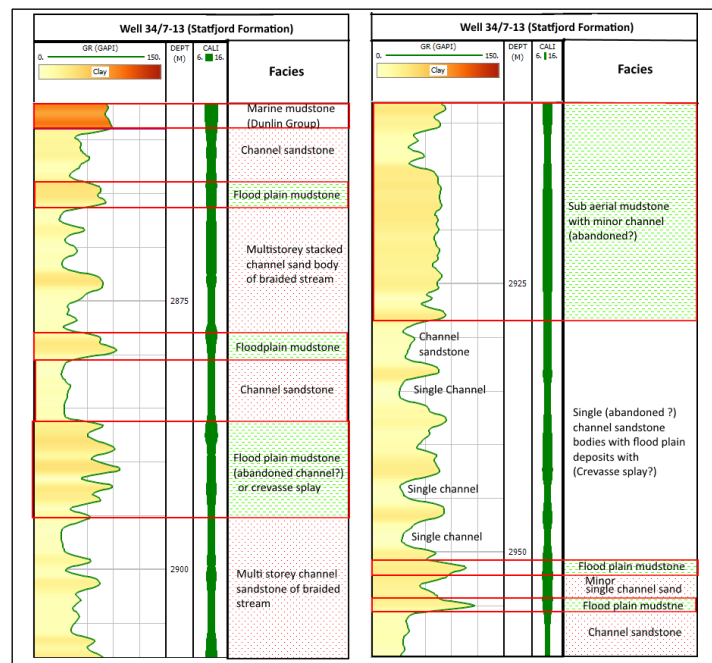 Well 34/7-13 (Statfjord Formation)
GR (GAPI)
0. 150.
Clay
DEPT
(M)
CALI
6. 16.
Facies
Marine mudstone
(Dunlin Group)
Channel sandstone
Flood plain mudstone
Multistorey stacked
channel sand body
of braided stream
2875
Floodplain mudstone
Channel sandstone
Flood plain mudstone
(abandoned channel?)
or crevasse splay
2900
Multi storey channel
sandstone of braided
stream
Well 34/7-13 (Statfjord Formation)
GR (GAPI)
0. 150.
Clay
DEPT
(M)
CALI
6. 16.
Facies
Sub aerial mudstone
with minor channel
(abandoned?)
2925
Channel
sandstone
Single Channel
Single (abandoned ?)
channel sandstone
bodies with flood plain
deposits with
(Crevasse splay?)
Single channel
Single channel
2950
Flood plain mudstone
Minor
single channel sand
Flood plain mudstne
Channel sandstone